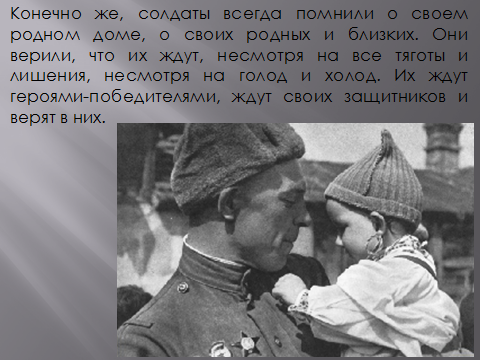 Конечно же, солдаты всегда помнили о своем
родном доме, о своих родных и близких. Они
верили, что их ждут, несмотря на все тяготы и
лишения, несмотря на голод и холод. Их ждут
героями-победителями, ждут своих защитников и
верят в них.